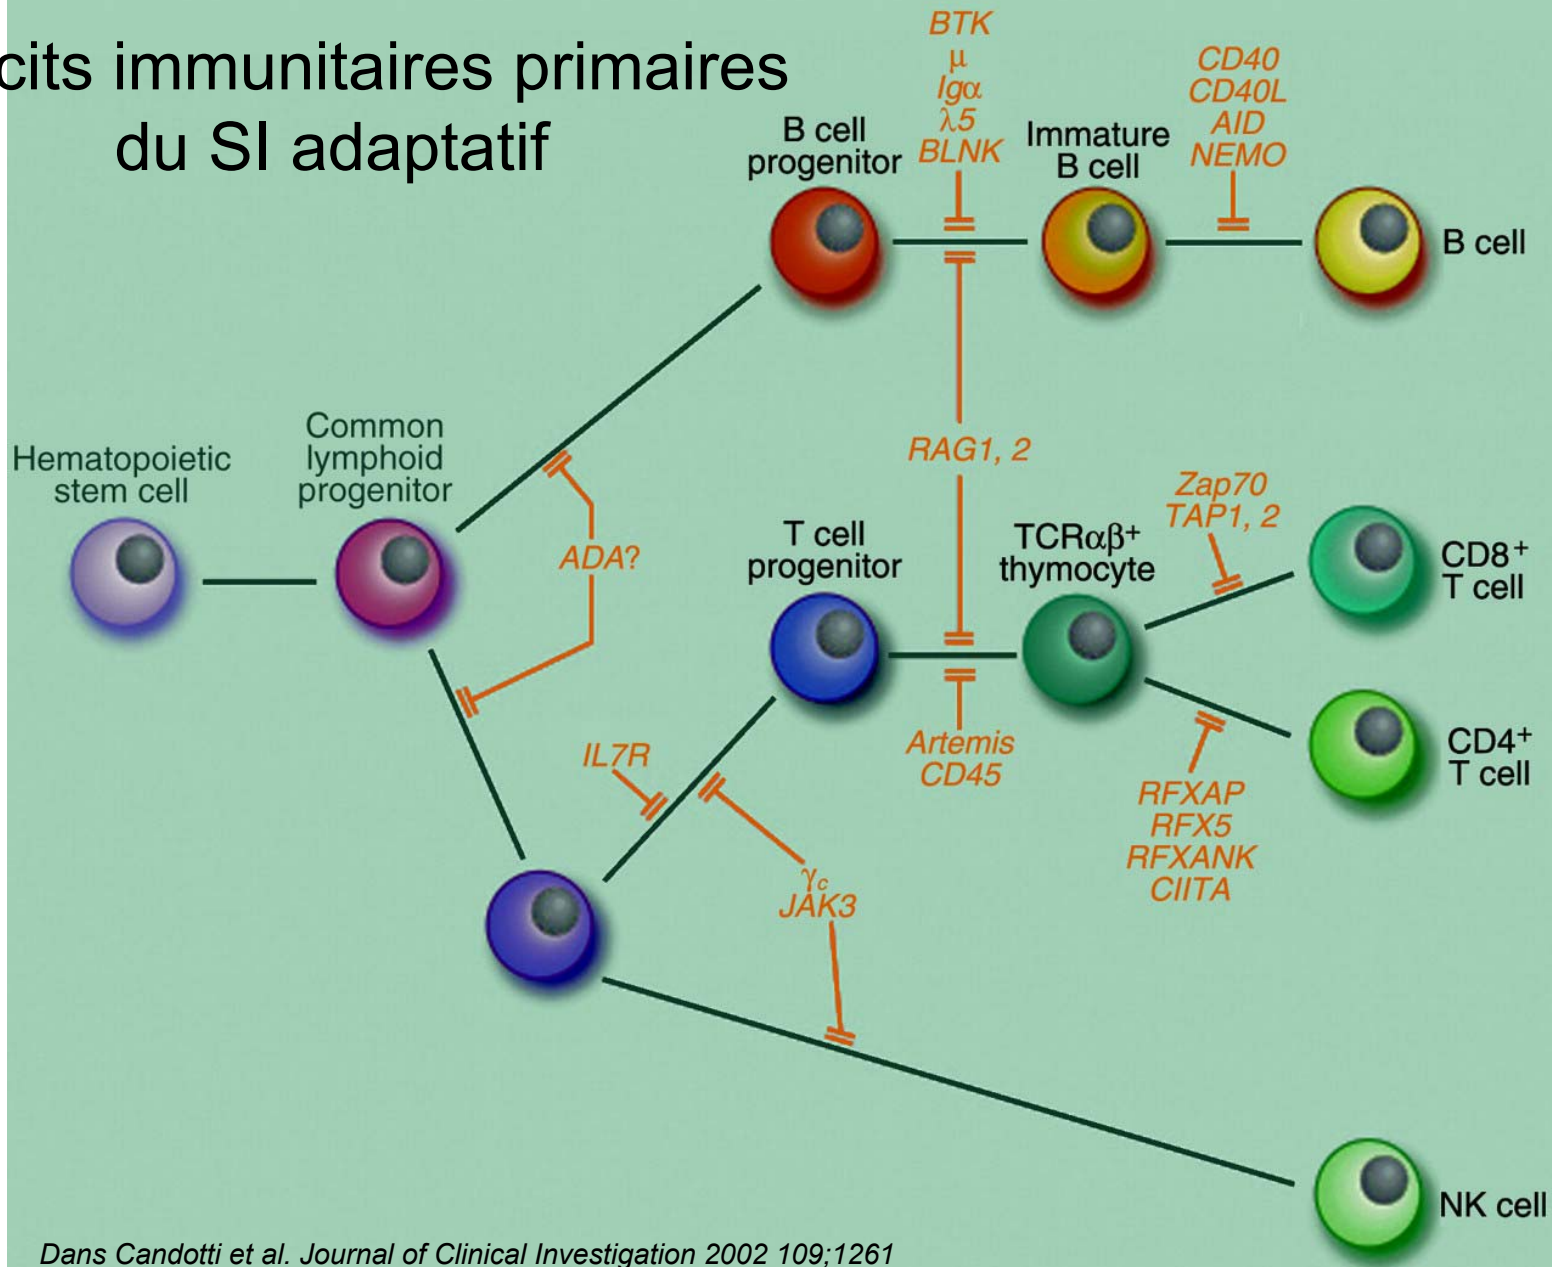 cits immunitaires primaires
du SI adaptatif
BTK
μ
Igα
λ5
BLNK
CD40
CD40L
AID
NEMO
B cell
progenitor
Immature
B cell
B cell
RAG1, 2
Hematopoietic
stem cell
Common
lymphoid
progenitor
ADA?
T cell
progenitor
TCRαβ+
thymocyte
Zap70
TAP1, 2
CD8+
T cell
CD4+
T cell
IL7R
Artemis
CD45
RFXAP
RFX5
RFXANK
CIITA
γc
JAK3
NK cell
Dans Candotti et al. Journal of Clinical Investigation 2002 109;1261